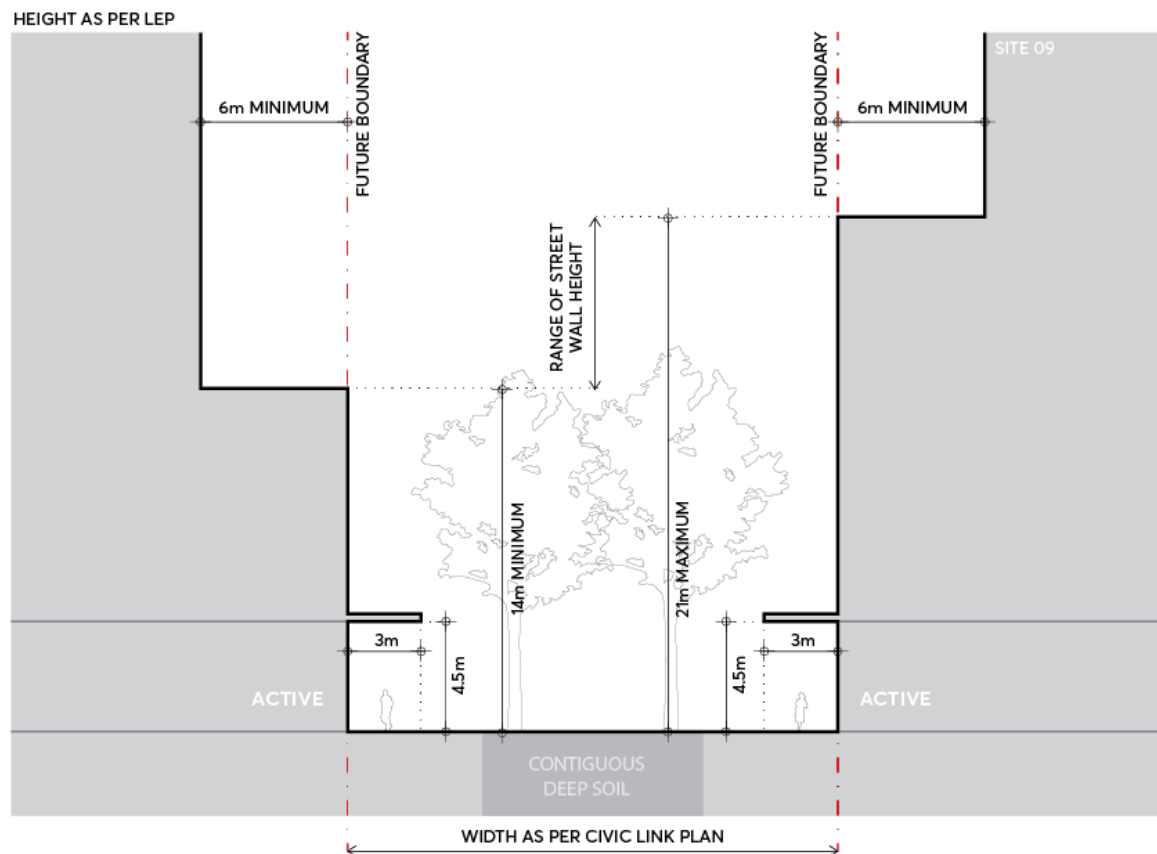 HEIGHT AS PER LEP
SITE 09
6m MINIMUM
FUTURE BOUNDARY
FUTURE BOUNDARY
6m MINIMUM
RANGE OF STREET
WALL HEIGHT
14m MINIMUM
21m MAXIMUM
3m
4.5m
4.5m
3m
ACTIVE
ACTIVE
CONTIGUOUS
DEEP SOIL
WIDTH AS PER CIVIC LINK PLAN